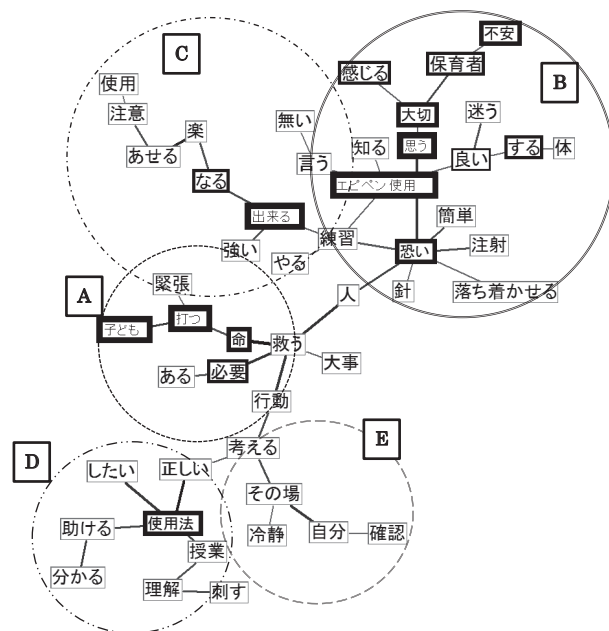 不安
C
感じる
保育者
B
使用
大切
注意
無い
迷う
楽
思う
知る
あせる
言う
良い
する
体
なる
エピペン使用
出来る
簡単
練習
強い
恐い
注射
やる
A
緊張
人
針
落ち着かせる
子ども
打つ
命
救う
ある
必要
大事
行動
D
考える
E
したい
正しい
その場
助ける
使用法
冷静
自分
確認
授業
分かる
理解
刺す